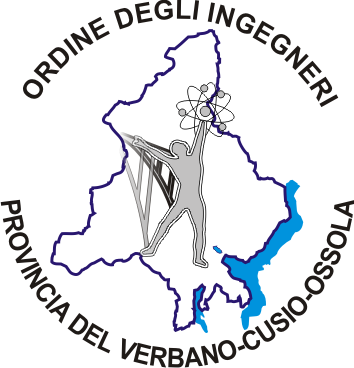 ORDINE DEGLI INGEGNERI
PROVINCIA DEL VERBANO-CUSIO-OSSOLA